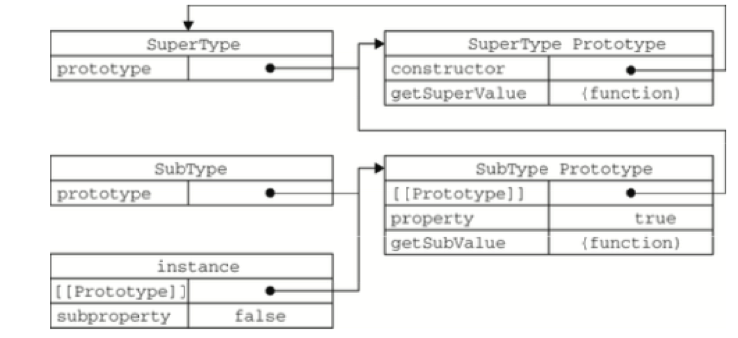 SuperType
prototype
SuperType Prototype
constructor
getSuperValue (function)
SubType
prototype
SubType Prototype
[[Prototype]]
property true
getSubValue (function)
instance
[[Prototype]]
subproperty false